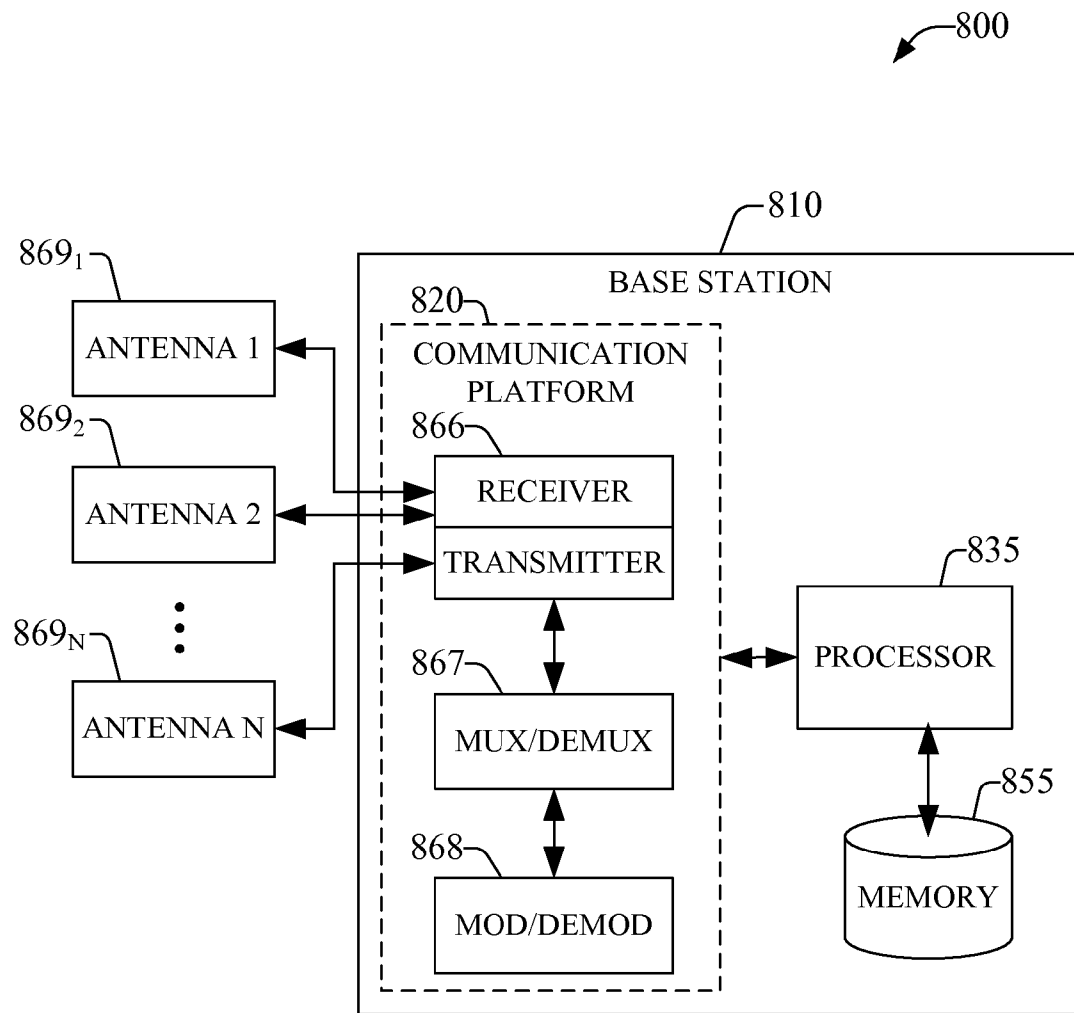 800
810
869₁
BASE STATION
820
ANTENNA 1
COMMUNICATION
PLATFORM
869₂
866
RECEIVER
ANTENNA 2
TRANSMITTER
835
869_N
PROCESSOR
867
ANTENNA N
MUX/DEMUX
855
868
MEMORY
MOD/DEMOD